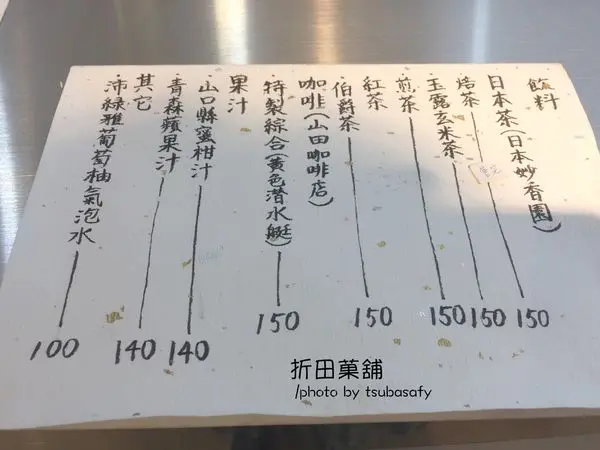 飲料
日本茶(日本妙香園)
·焙茶 150
售完
·玉露玄米茶 150
·煎茶 150
紅茶
·伯爵茶 150
咖啡(山田咖啡店)
·特製綜合(黃色潛水艇) 150
果汁
·山口縣蜜柑汁 140
·青森蘋果汁 140
其它
·沛綠雅葡萄柚氣泡水 100
折田菓舖
/photo by tsubasafy